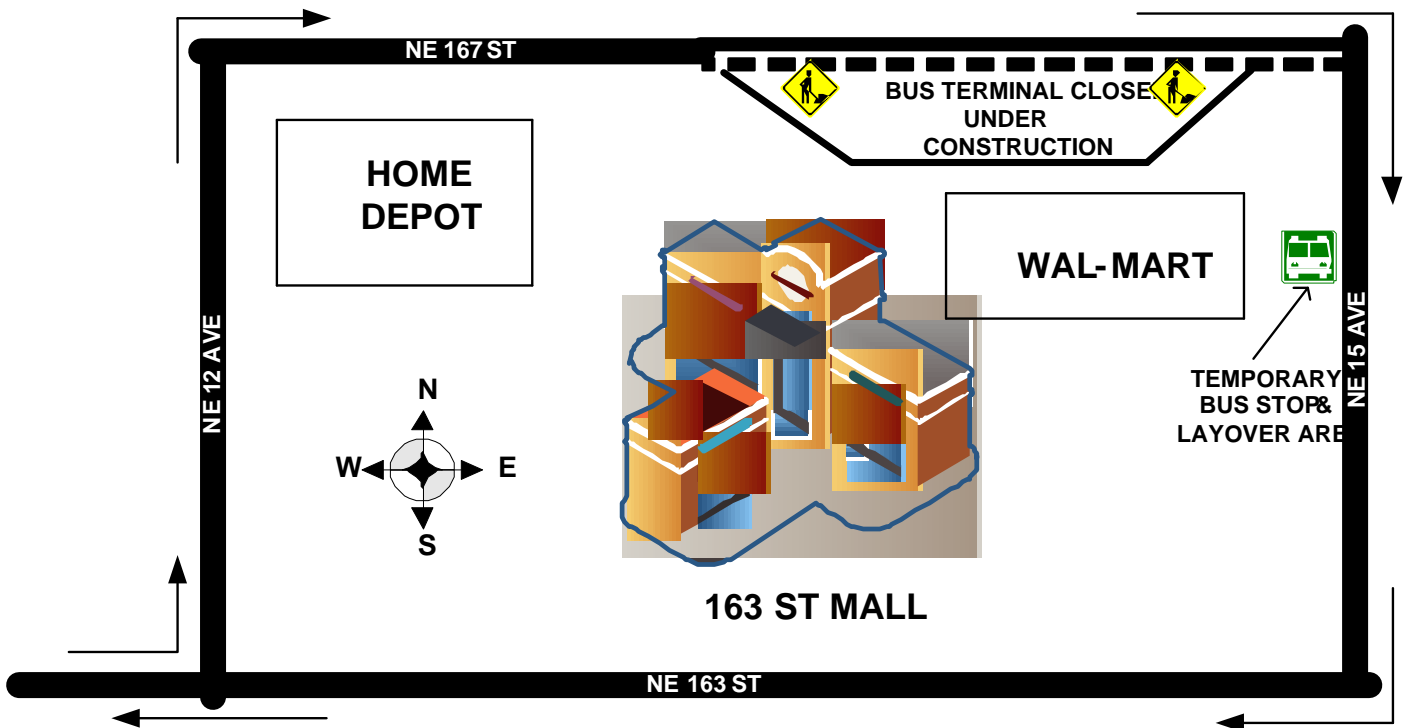 NE 167 ST
BUS TERMINAL CLOSE
UNDER
CONSTRUCTION
HOME
DEPOT
WAL-MART
NE 12 AVE
NE 15 AVE
TEMPORARY
BUS STOP&
LAYOVER ARE
N
W E
S
163 ST MALL
NE 163 ST